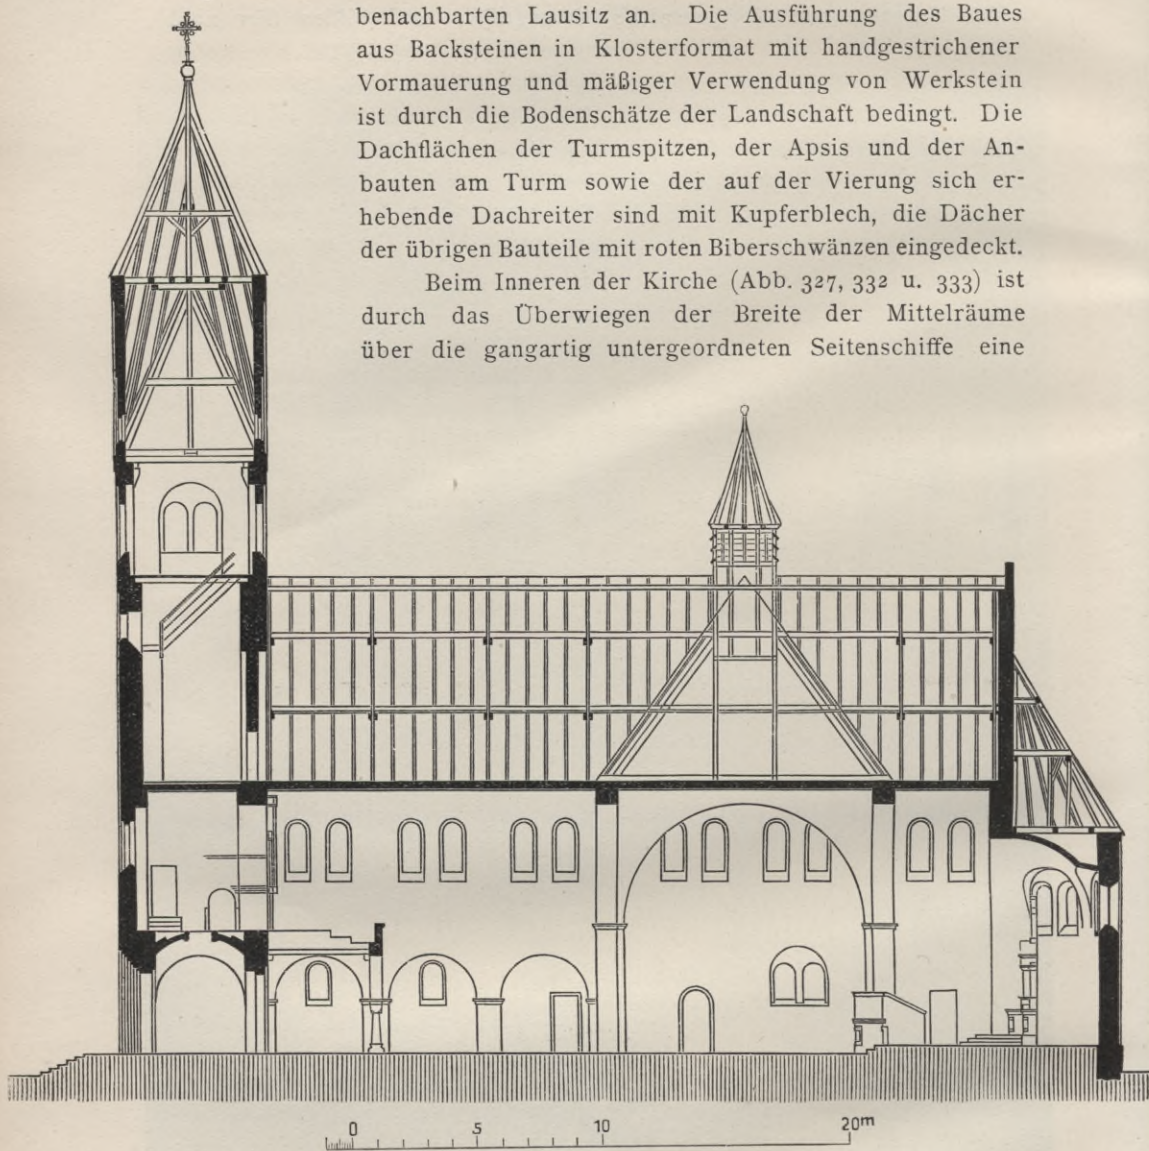 benachbarten Lausitz an. Die Ausführung des Baues
aus Backsteinen in Klosterformat mit handgestrichener
Vormauerung und mäßiger Verwendung von Werkstein
ist durch die Bodenschätze der Landschaft bedingt. Die
Dachflächen der Turmspitzen, der Apsis und der An-
bauten am Turm sowie der auf der Vierung sich er-
hebende Dachreiter sind mit Kupferblech, die Dächer
der übrigen Bauteile mit roten Biberschwänzen eingedeckt.
Beim Inneren der Kirche (Abb. 327, 332 u. 333) ist
durch das Überwiegen der Breite der Mittelräume
über die gangartig untergeordneten Seitenschiffe eine
0 5 10 20m